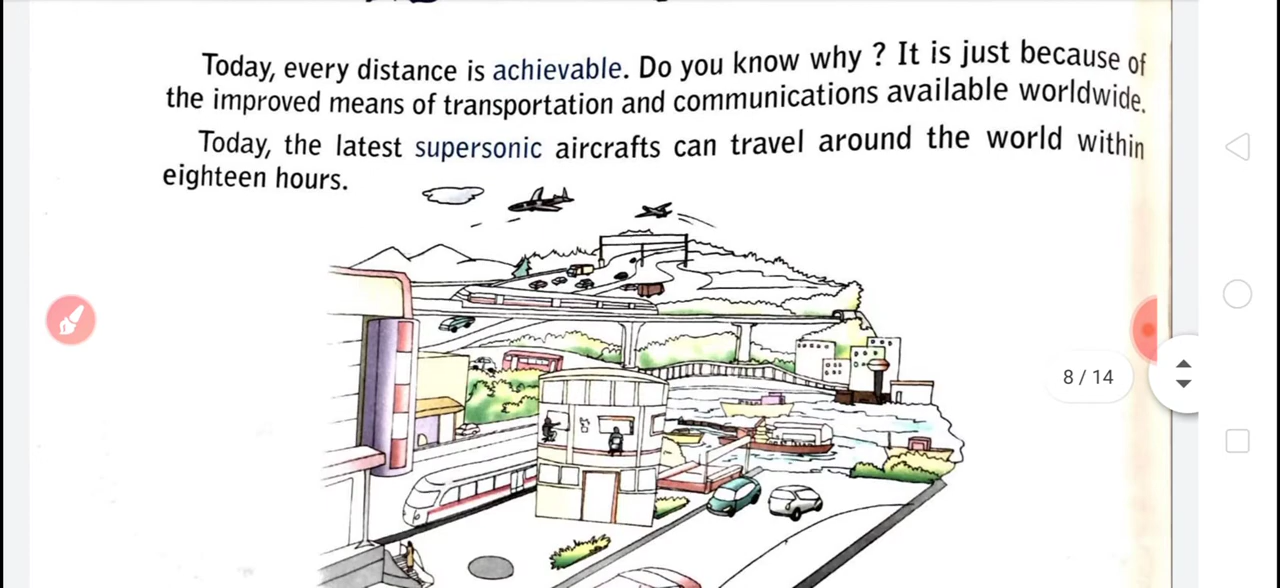 Today, every distance is achievable. Do you know why ? It is just because of
the improved means of transportation and communications available worldwide.
Today, the latest supersonic aircrafts can travel around the world within
eighteen hours.
8 / 14